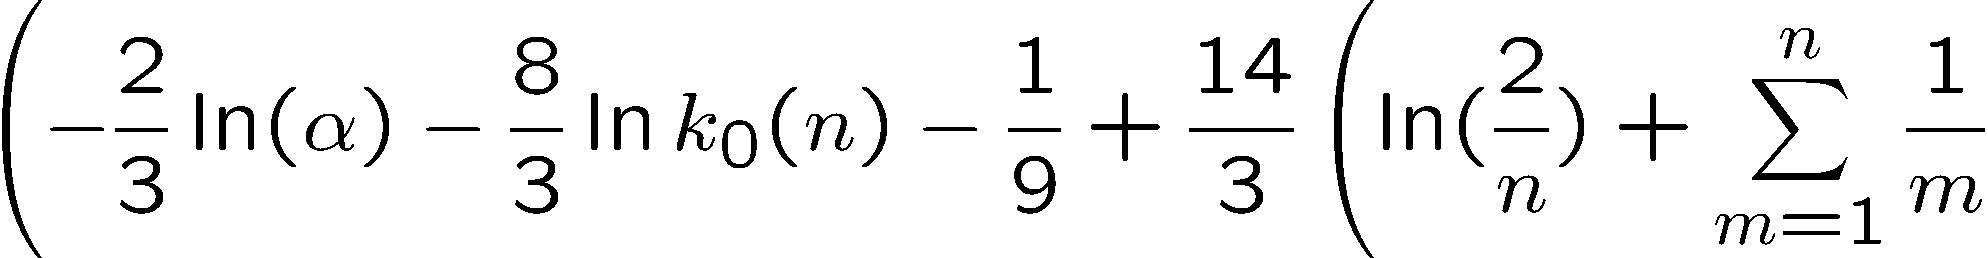 \left( -\frac{2}{3} \ln(\alpha) - \frac{8}{3} \ln k_0(n) - \frac{1}{9} + \frac{14}{3} \left( \ln(\frac{2}{n}) + \sum_{m=1}^{n} \frac{1}{m}